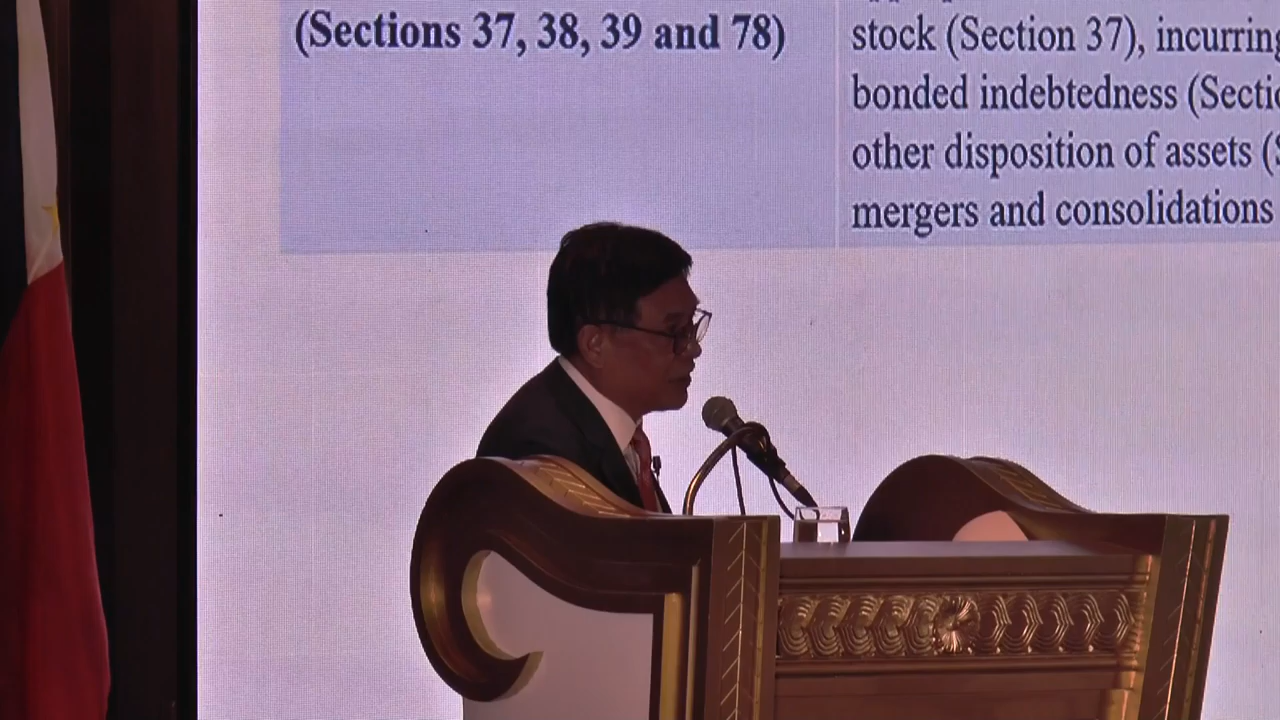 (Sections 37, 38, 39 and 78)
stock (Section 37), incurring
bonded indebtedness
other disposition of assets
mergers and consolidations